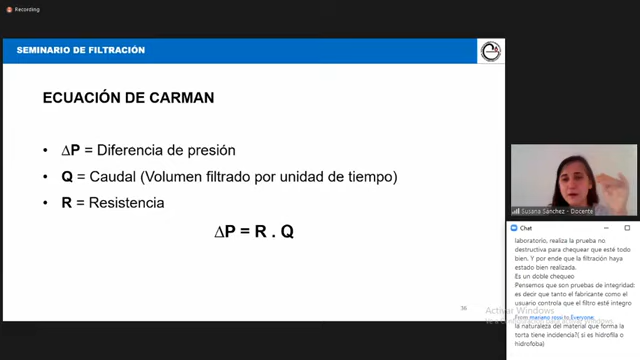 Recording
SEMINARIO DE FILTRACIÓN
ECUACIÓN DE CARMAN
• ∆P = Diferencia de presión
• Q = Caudal (Volumen filtrado por unidad de tiempo)
• R = Resistencia
∆P = R . Q
36
Susana Sánchez - Docente
Chat
laboratorio, realiza la prueba no
destructiva para chequear que esté todo
bien. Y por ende que la filtración haya
estado bien realizada.
Es un doble chequeo
Pensemos que son pruebas de integridad:
es decir que tanto el fabricante como el
usuario controla que el filtro esté integro
From mariano rossi to Everyone:
la naturaleza del material que forma la
torta tiene incidencia?( si es hidrofila o
hidrofoba)
Activar Windows